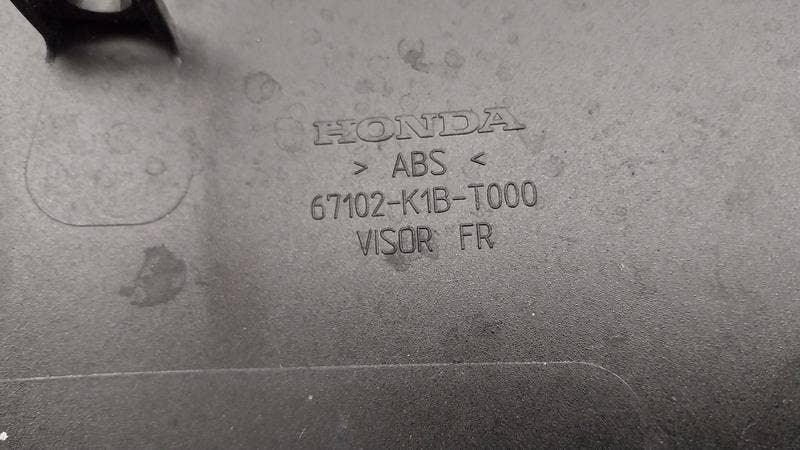 HONDA
> ABS <
67102-K1B-T000
VISOR FR